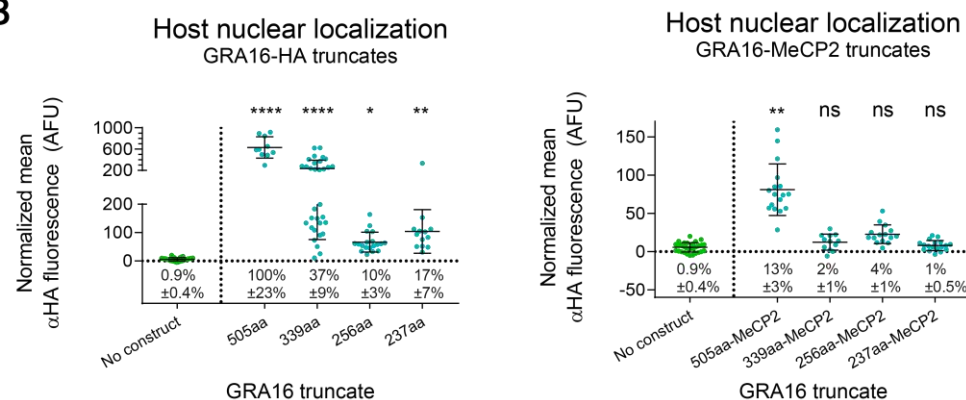 B
Host nuclear localization
GRA16-HA truncates
Normalized mean
αHA fluorescence (AFU)
**** **** * **
1000
600
200
200
100
0
0.9% 100% 37% 10% 17%
±0.4% ±23% ±9% ±3% ±7%
No construct 505aa 339aa 256aa 237aa
GRA16 truncate
Host nuclear localization
GRA16-MeCP2 truncates
Normalized mean
αHA fluorescence (AFU)
** ns ns ns
150
100
50
0
-50
0.9% 13% 2% 4% 1%
±0.4% ±3% ±1% ±1% ±0.5%
No construct 505aa-MeCP2 339aa-MeCP2 256aa-MeCP2 237aa-MeCP2
GRA16 truncate